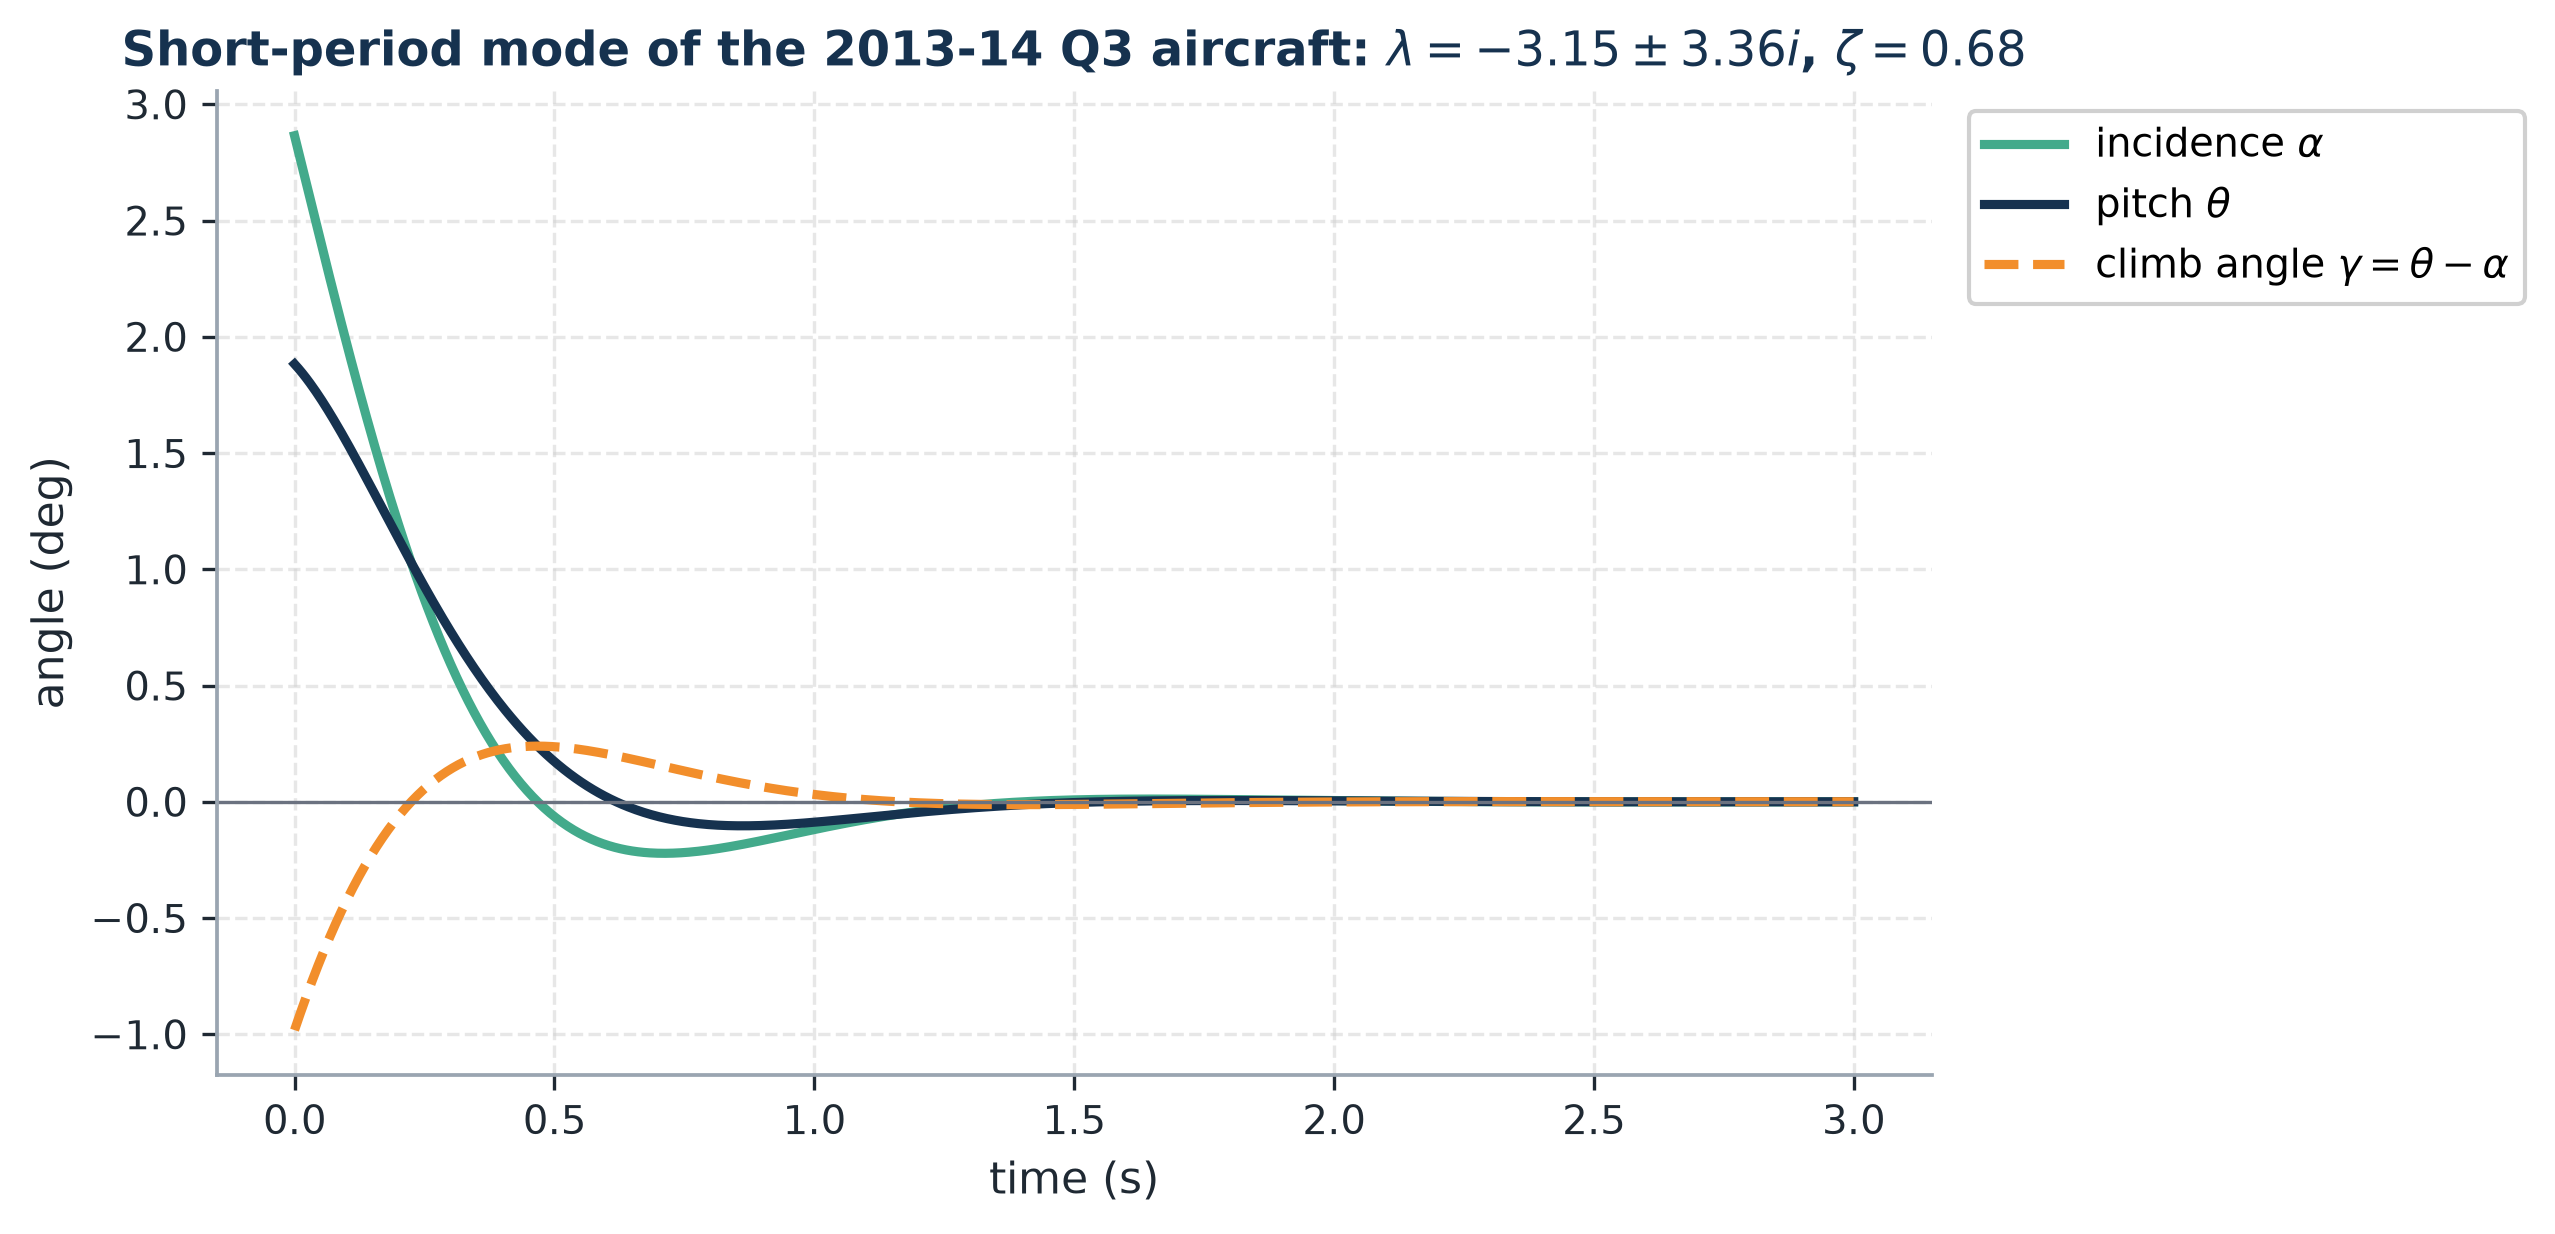 Short-period mode of the 2013-14 Q3 aircraft: λ = −3.15 ± 3.36i, ζ = 0.68
incidence α
pitch θ
climb angle γ = θ − α
angle (deg)
3.0
2.5
2.0
1.5
1.0
0.5
0.0
−0.5
−1.0
0.0 0.5 1.0 1.5 2.0 2.5 3.0
time (s)